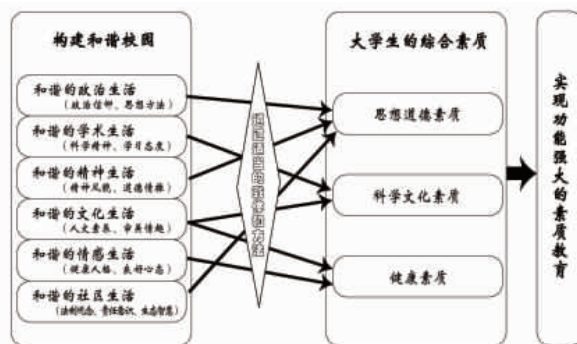 构建和谐校园
和谐的政治生活
(政治信仰、思想方法)
和谐的学术生活
(科学精神、学习态度)
和谐的精神生活
(精神风貌、道德情操)
和谐的文化生活
(人文素养、审美情趣)
和谐的情感生活
(健康人格、良好心态)
和谐的社区生活
(法制观念、责任意识、生态智慧)
大学生的综合素质
思想道德素质
科学文化素质
健康素质
实现功能强大的素质教育